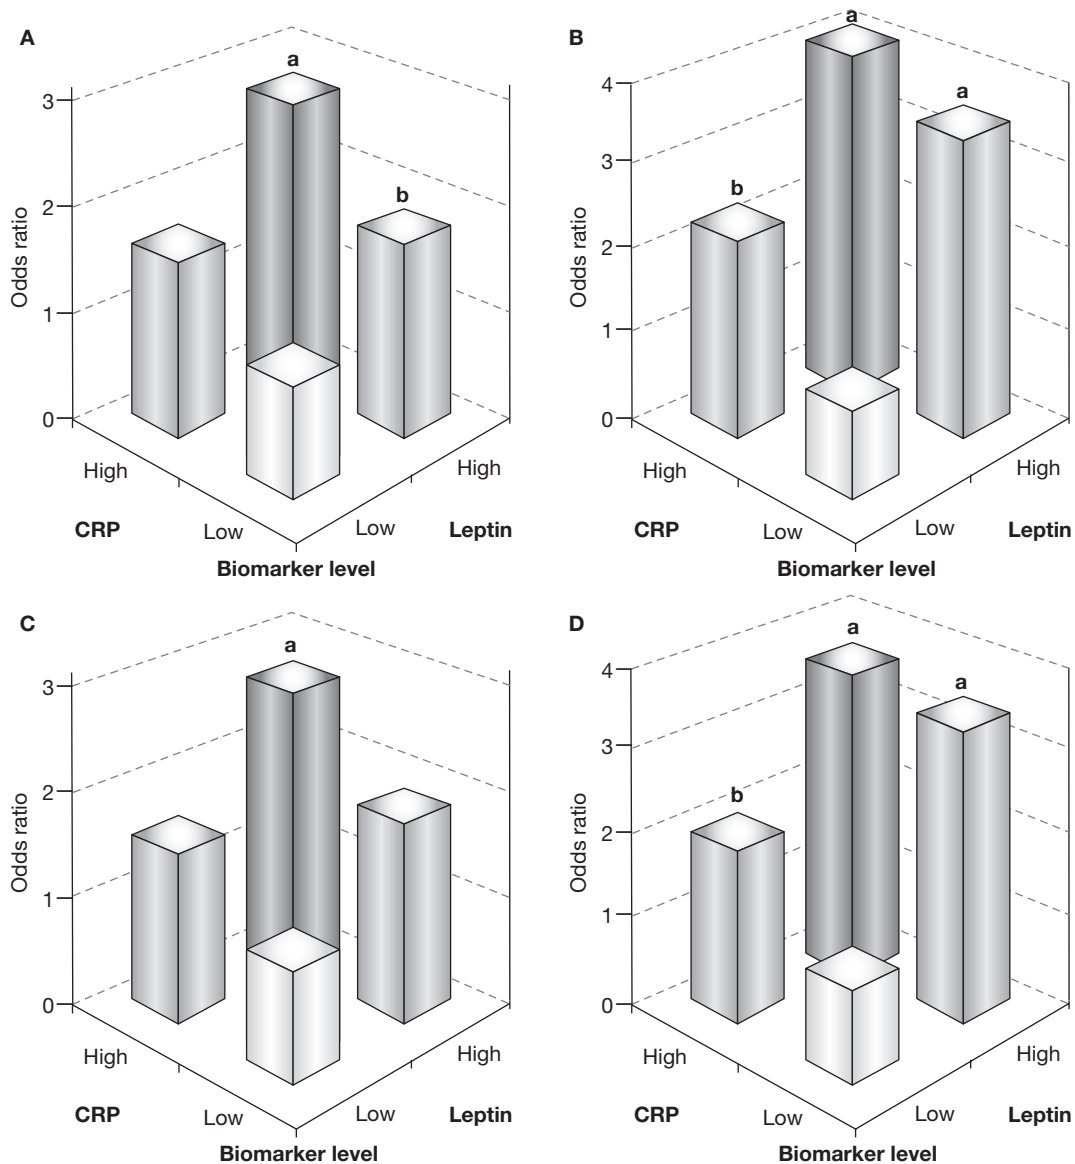 A
a
3
b
2
Odds ratio
1
0
High
High
CRP
Low
Low
Leptin
Biomarker level
B
a
4
a
3
b
2
Odds ratio
1
0
High
High
CRP
Low
Low
Leptin
Biomarker level
C
a
3
2
Odds ratio
1
0
High
High
CRP
Low
Low
Leptin
Biomarker level
D
a
4
a
3
b
2
Odds ratio
1
0
High
High
CRP
Low
Low
Leptin
Biomarker level